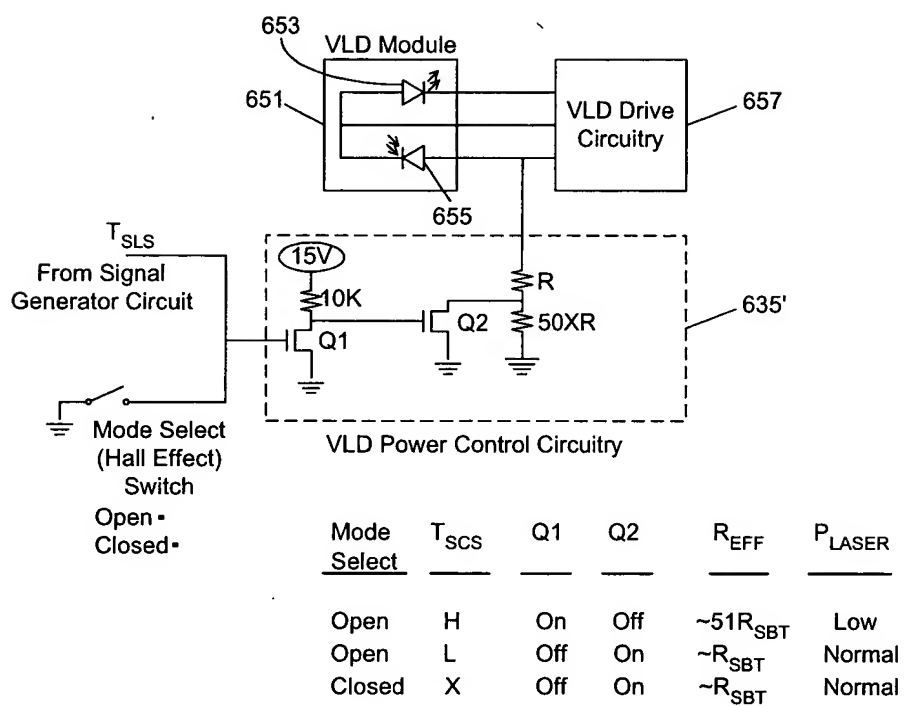 653
VLD Module
651
VLD Drive
Circuitry
657
655
T_SLS
From Signal
Generator Circuit
15V
10K
R
Q1
Q2
50XR
635'
Mode Select
(Hall Effect)
Switch
Open -
Closed -
VLD Power Control Circuitry
Mode Select T_SCS Q1 Q2 R_EFF P_LASER
Open H On Off ~51R_SBT Low
Open L Off On ~R_SBT Normal
Closed X Off On ~R_SBT Normal